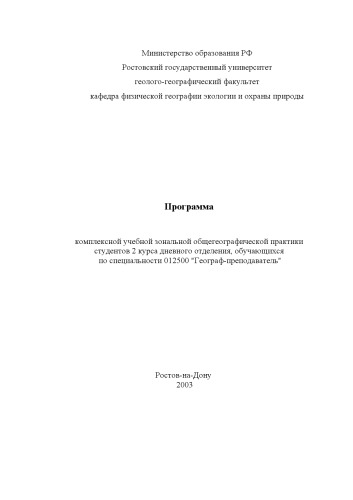 Министерство образования РФ
Ростовский государственный университет
геолого-географический факультет
кафедра физической географии экологии и охраны природы
Программа
комплексной учебной зональной общегеографической практики
студентов 2 курса дневного отделения, обучающихся
по специальности 012500 "Географ-преподаватель"
Ростов-на-Дону
2003